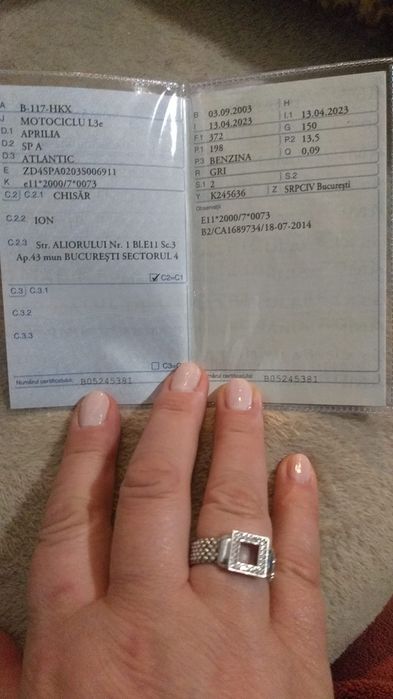 A B-117-HKX
J MOTOCICLU L3e
D.1 APRILIA
D.2 SP A
D.3 ATLANTIC
E ZD4SPA0203S006911
K e11*2000/7*0073
C.2 C.2.1 CHISĂR
C.2.2 ION
C.2.3 Str. ALIORULUI Nr. 1 Bl.E11 Sc.3
Ap.43 mun BUCUREŞTI SECTORUL 4
C2=C1
C.3 C.3.1
C.3.2
C.3.3
Numărul certificatului: B05245381
B 03.09.2003 H
I 13.04.2023 I.1 13.04.2023
F.1 372 G 150
P.1 198 P.2 13,5
P.3 BENZINA Q 0,09
R GRI
S.1 2 S.2
Y K245636 Z SRPCIV Bucureşti
Observaţii
E11*2000/7*0073
B2/CA1689734/18-07-2014
B05245381